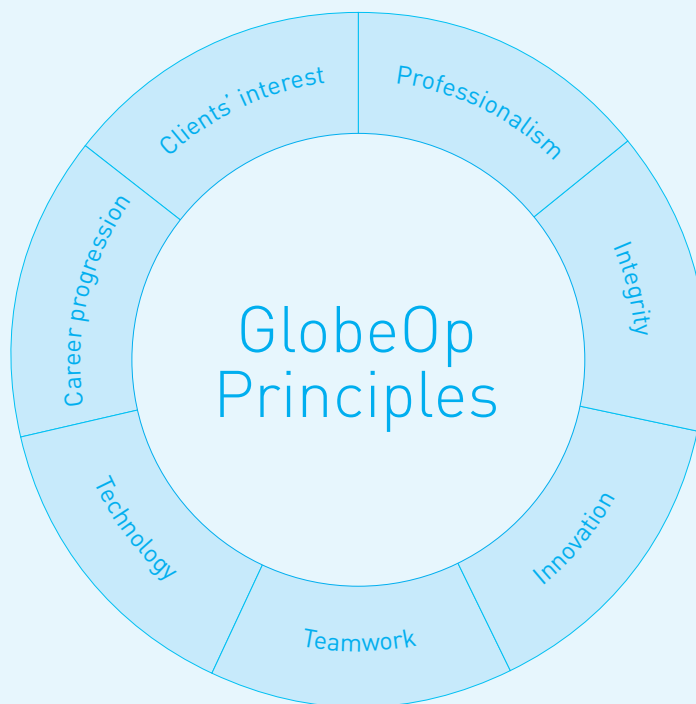 Clients’ interest
Professionalism
Integrity
Innovation
Teamwork
Technology
Career progression
GlobeOp
Principles